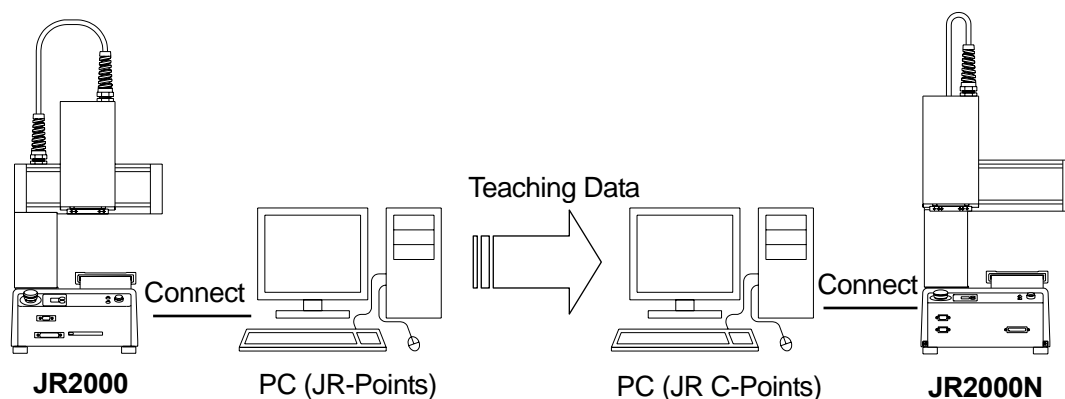 Teaching Data
Connect
Connect
JR2000
PC (JR-Points)
PC (JR C-Points)
JR2000N